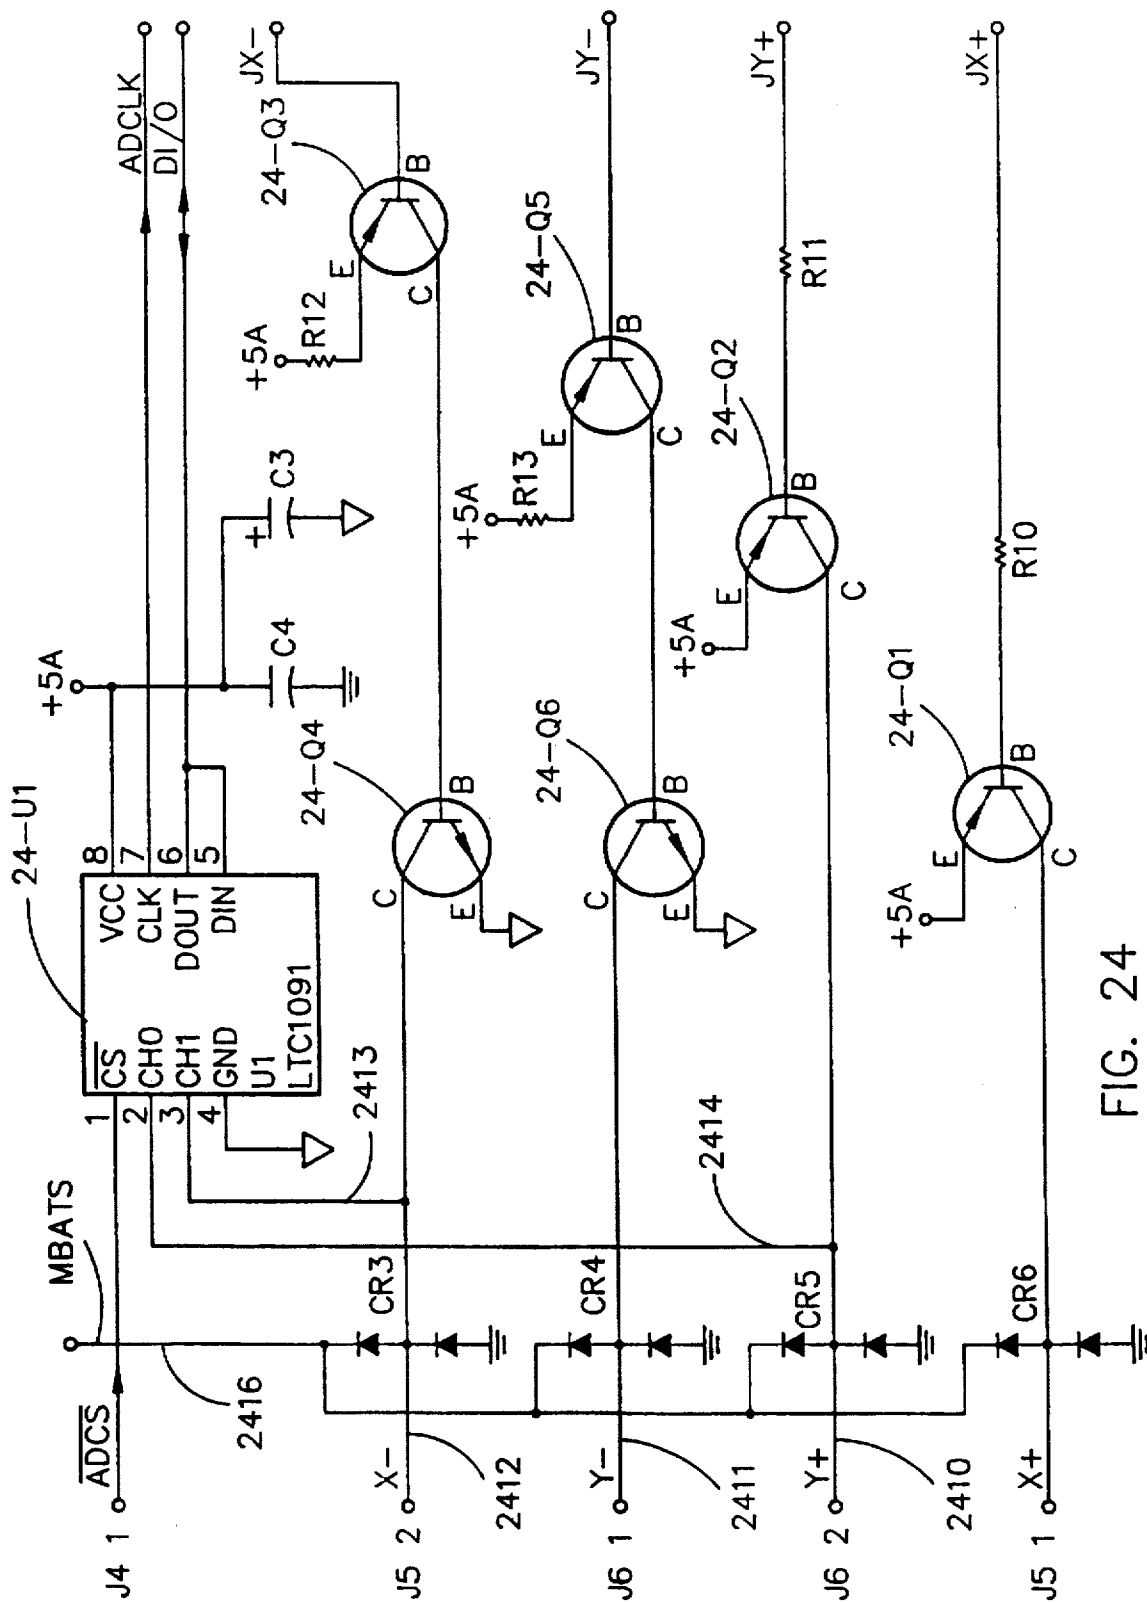 24-U1
+5A
ADCLK
DI/O
JX-
VCC 8
CLK 7
DOUT 6
DIN 5
1 CS
2 CH0
3 CH1
4 GND
U1
LTC1091
C4
C3
+
+5A
R12
24-Q3
E
B
C
24-Q4
C
B
E
MBATS
2416
ADCS
J4 1
2413
CR3
X-
J5 2
2412
JY-
24-Q5
+5A
R13
E
B
C
24-Q6
C
B
E
CR4
Y-
J6 1
2411
JY+
R11
24-Q2
+5A
E
B
C
2414
CR5
Y+
J6 2
2410
JX+
R10
24-Q1
+5A
E
B
C
CR6
X+
J5 1
FIG. 24